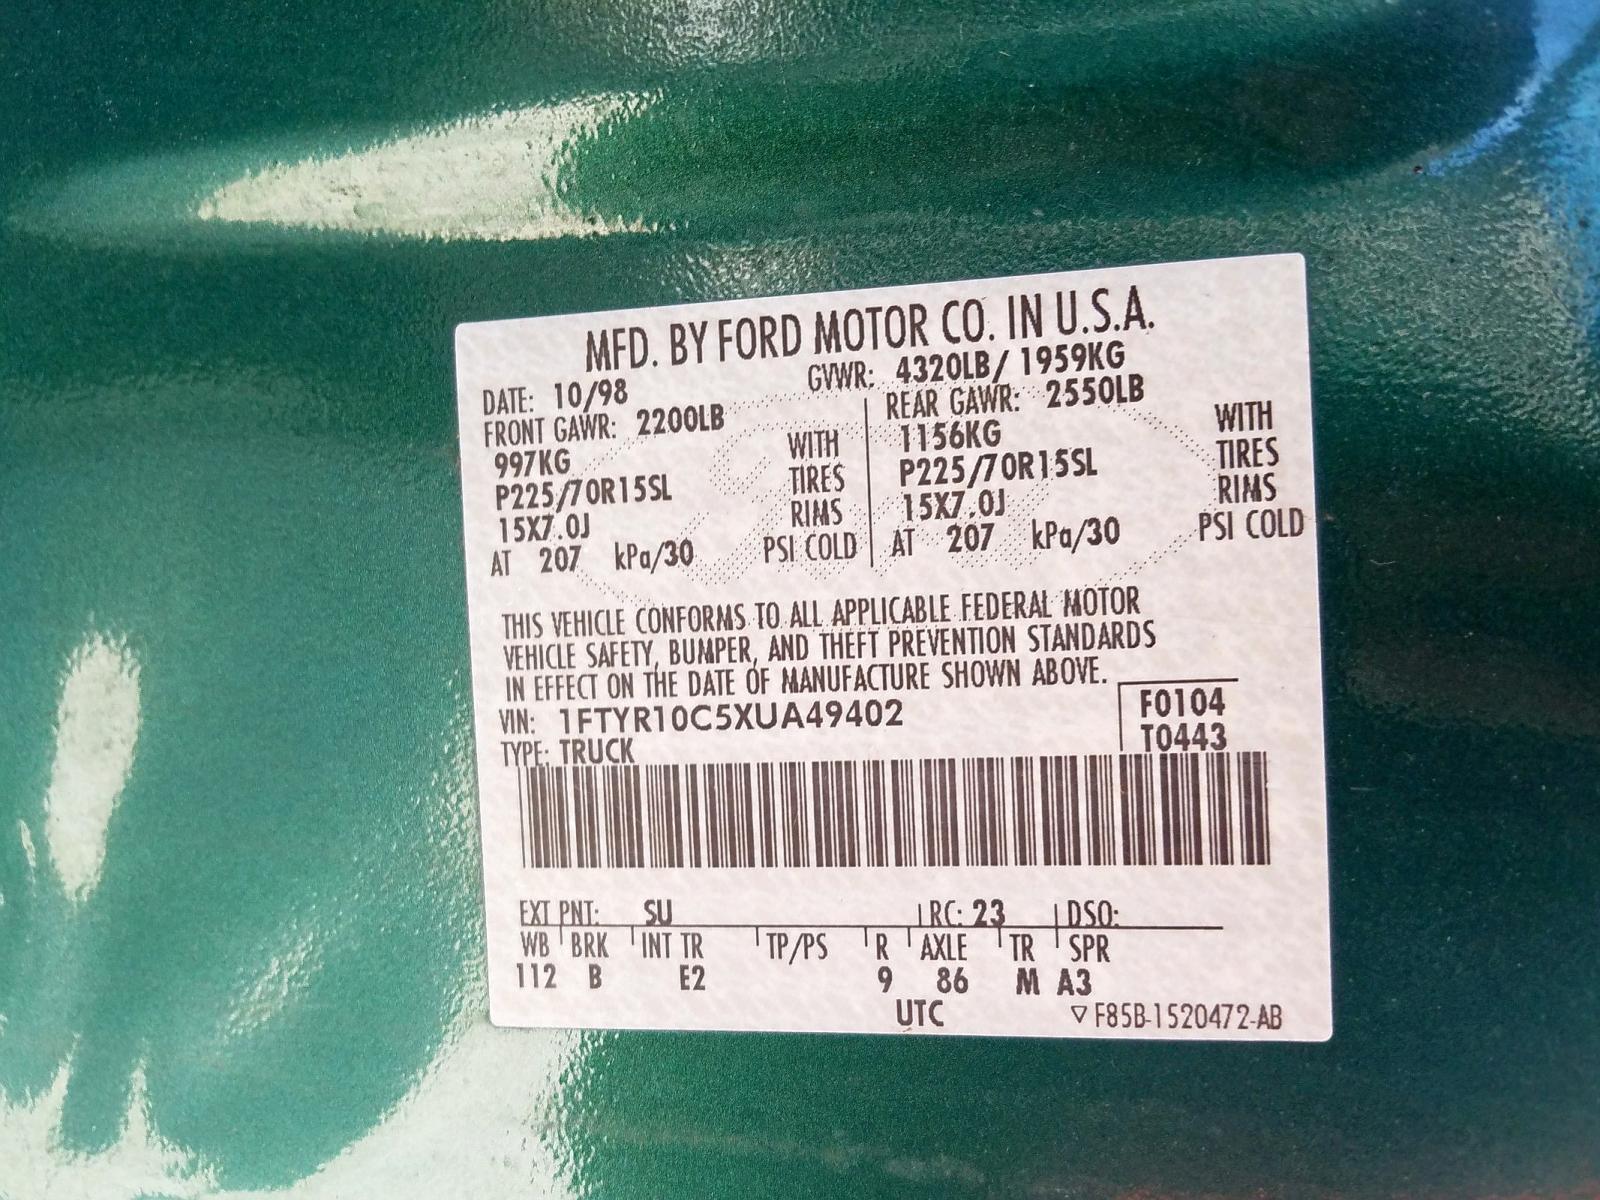 MFD. BY FORD MOTOR CO. IN U.S.A.
DATE: 10/98 GVWR: 4320LB/ 1959KG
FRONT GAWR: 2200LB REAR GAWR: 2550LB
997KG WITH 1156KG WITH
P225/70R15SL TIRES P225/70R15SL TIRES
15X7.0J RIMS 15X7.0J RIMS
AT 207 kPa/30 PSI COLD AT 207 kPa/30 PSI COLD
THIS VEHICLE CONFORMS TO ALL APPLICABLE FEDERAL MOTOR
VEHICLE SAFETY, BUMPER, AND THEFT PREVENTION STANDARDS
IN EFFECT ON THE DATE OF MANUFACTURE SHOWN ABOVE.
VIN: 1FTYR10C5XUA49402 F0104
TYPE: TRUCK T0443
EXT PNT: SU RC: 23 DSO:
WB BRK INT TR TP/PS R AXLE TR SPR
112 B E2 9 86 M A3
UTC ▽ F85B-1520472-AB